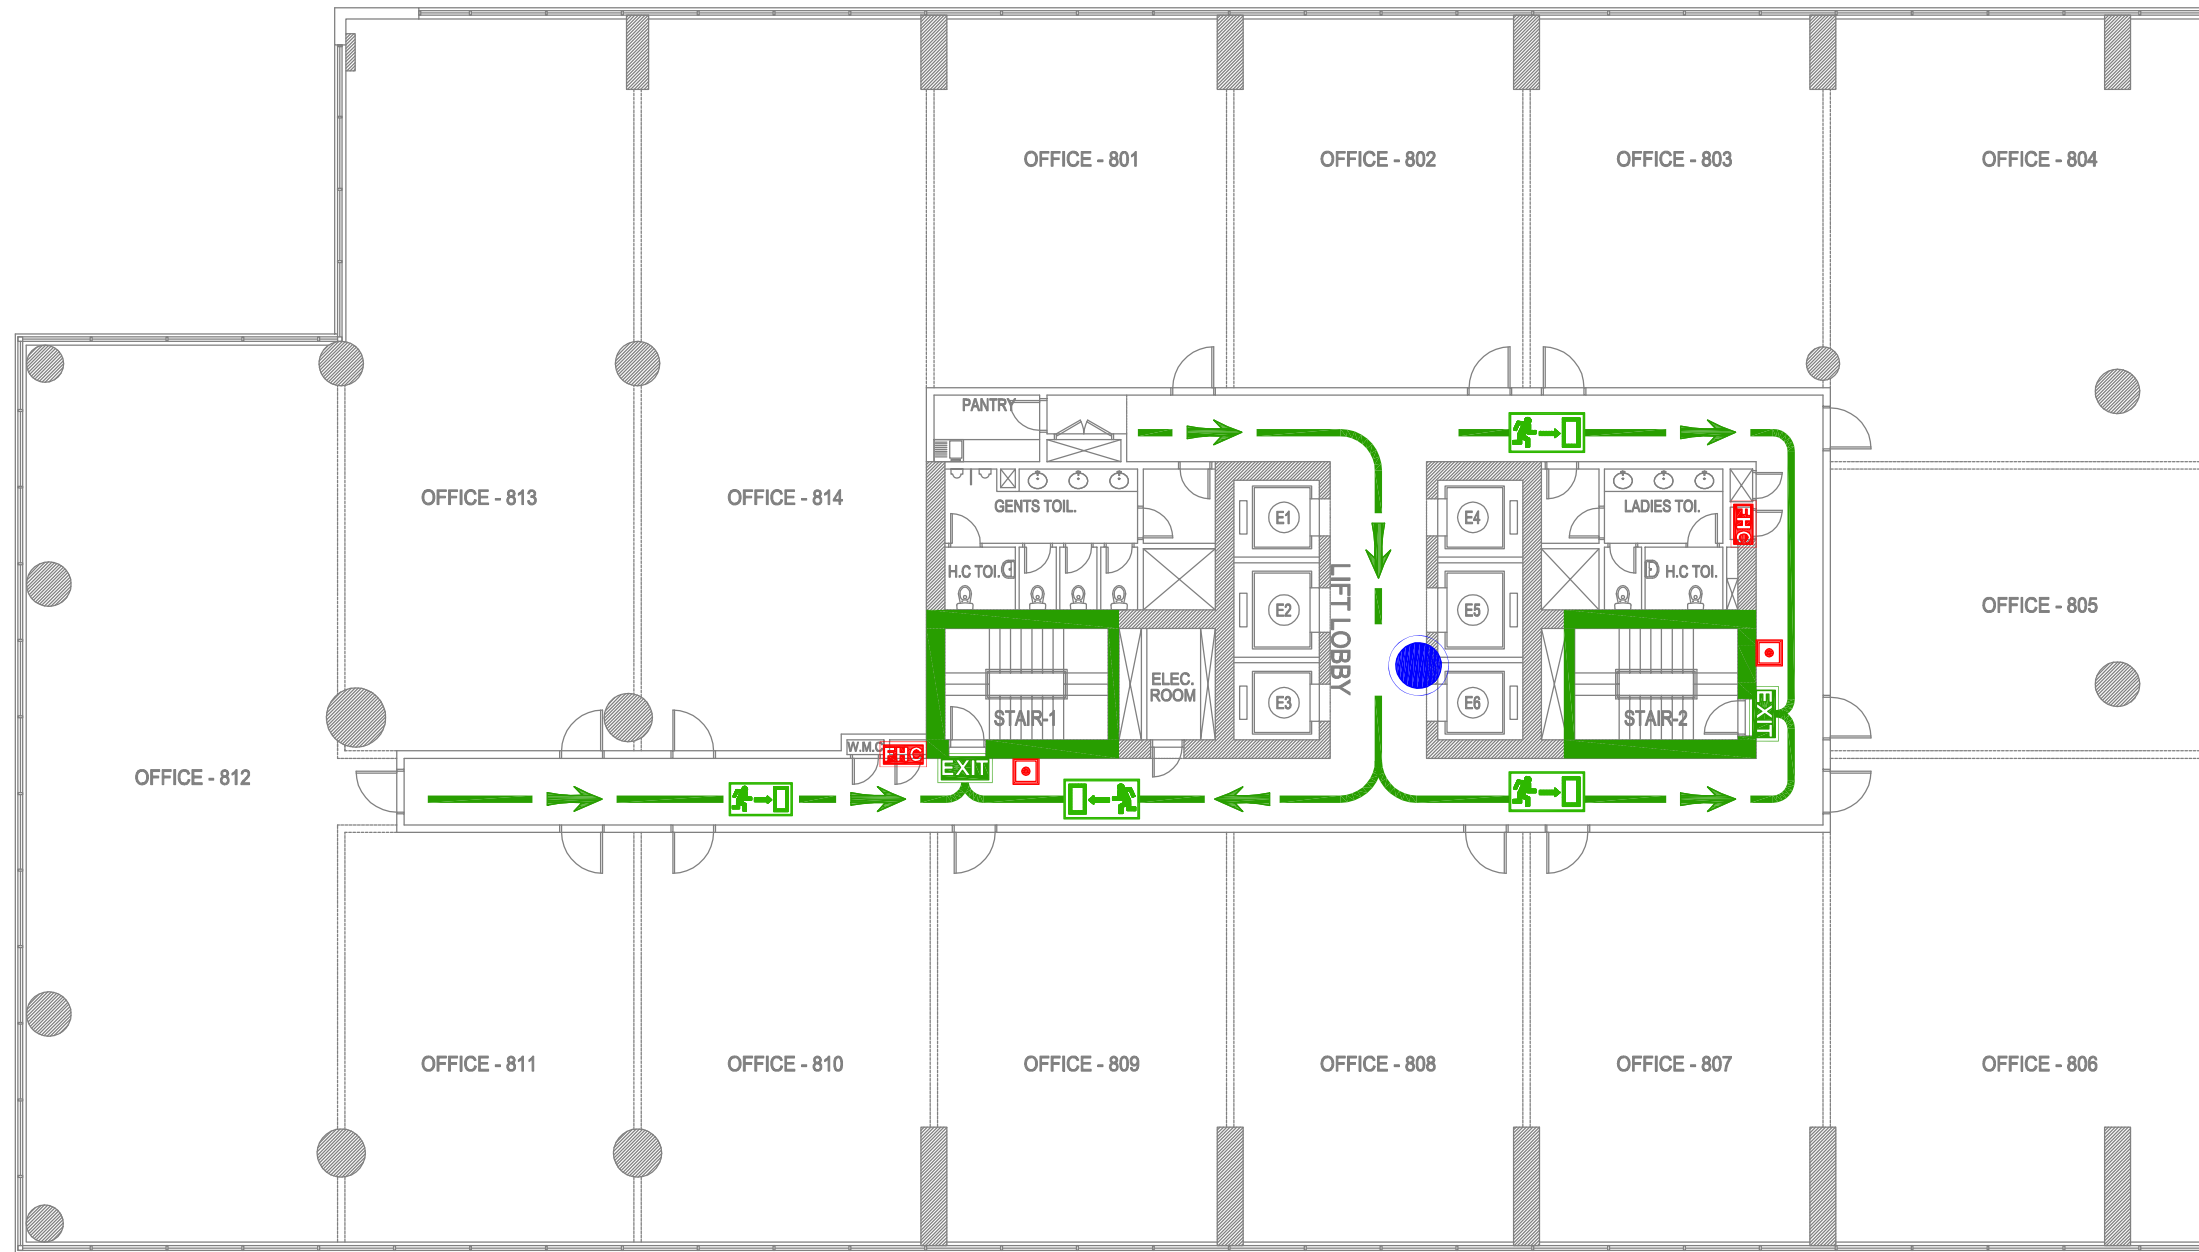 OFFICE - 801
OFFICE - 802
OFFICE - 803
OFFICE - 804
PANTRY
OFFICE - 813
OFFICE - 814
GENTS TOIL.
E1
E4
LADIES TOI.
FHC
H.C TOI.
LIFT LOBBY
H.C TOI.
E2
E5
OFFICE - 805
ELEC.
ROOM
E3
E6
STAIR-1
STAIR-2
EXIT
W.M.C
FHC
EXIT
OFFICE - 812
OFFICE - 811
OFFICE - 810
OFFICE - 809
OFFICE - 808
OFFICE - 807
OFFICE - 806